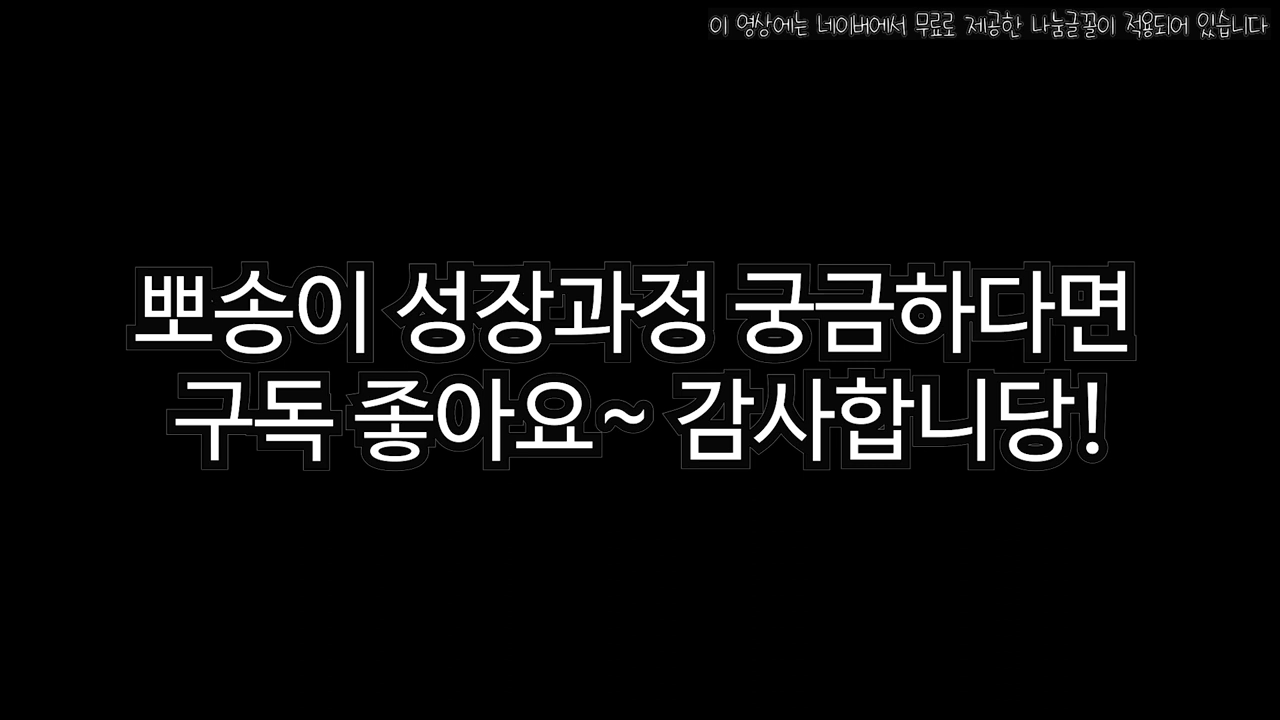 이 영상에는 네이버에서 무료로 제공한 나눔글꼴이 적용되어 있습니다
뽀송이 성장과정 궁금하다면
구독 좋아요~ 감사합니당!